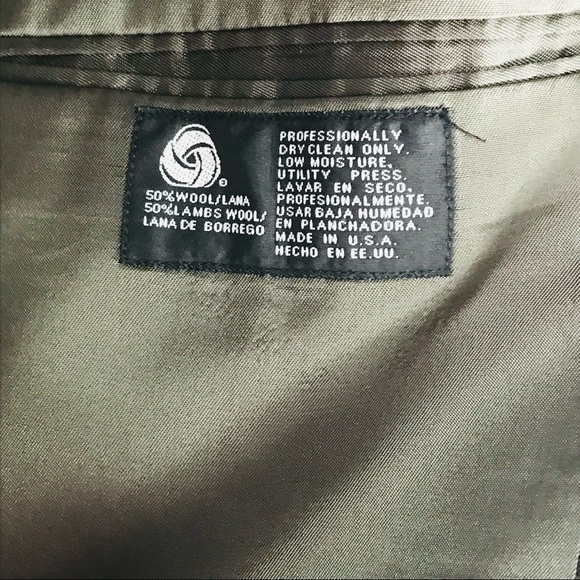 50%WOOL/LANA
50%LAMBS WOOL/
LANA DE BORREGO
PROFESSIONALLY
DRYCLEAN ONLY.
LOW MOISTURE,
UTILITY PRESS.
LAVAR EN SECO,
PROFESIONALMENTE.
USAR BAJA HUMEDAD
EN PLANCHADORA.
MADE IN U.S.A.
HECHO EN EE.UU.